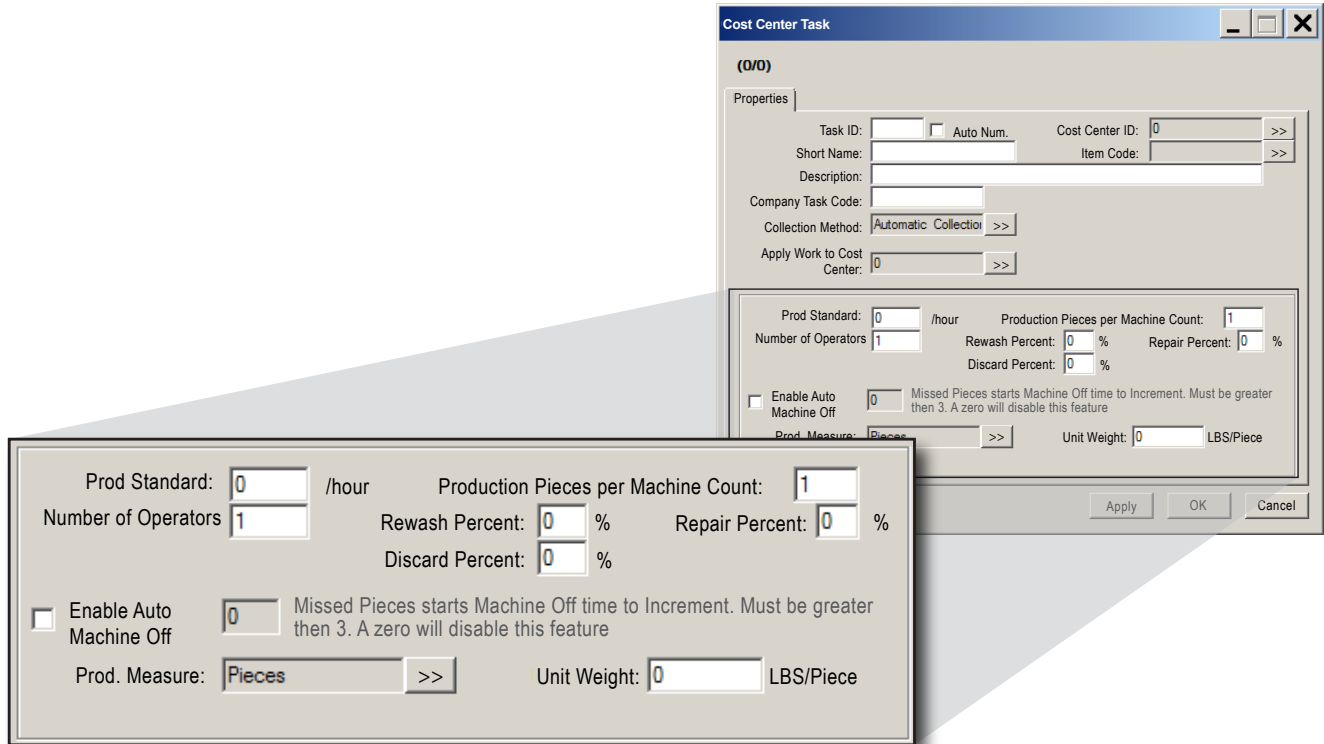 Cost Center Task
(0/0)
Properties
Task ID: Auto Num. Cost Center ID: 0 >>
Short Name: Item Code: >>
Description:
Company Task Code:
Collection Method: Automatic Collection >>
Apply Work to Cost
Center: 0 >>
Prod Standard: 0 /hour Production Pieces per Machine Count: 1
Number of Operators 1 Rewash Percent: 0 % Repair Percent: 0 %
Discard Percent: 0 %
Enable Auto
Machine Off
0 Missed Pieces starts Machine Off time to Increment. Must be greater
then 3. A zero will disable this feature
Prod. Measure: Pieces >> Unit Weight: 0 LBS/Piece
Apply OK Cancel
Prod Standard: 0 /hour Production Pieces per Machine Count: 1
Number of Operators 1 Rewash Percent: 0 % Repair Percent: 0 %
Discard Percent: 0 %
Enable Auto
Machine Off
0 Missed Pieces starts Machine Off time to Increment. Must be greater
then 3. A zero will disable this feature
Prod. Measure: Pieces >> Unit Weight: 0 LBS/Piece